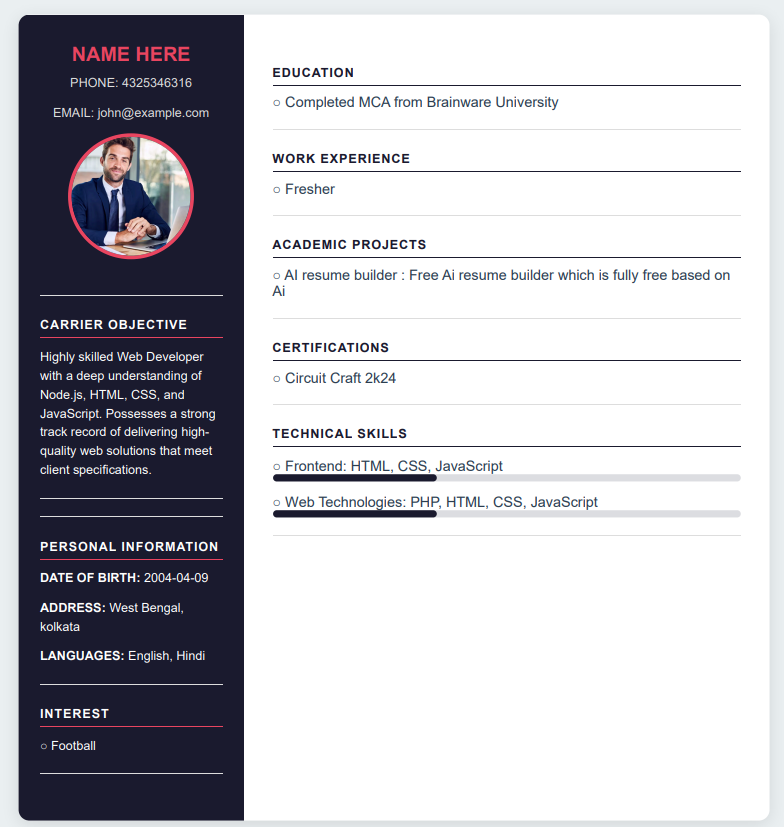 NAME HERE
PHONE: 4325346316
EMAIL: john@example.com
CARRIER OBJECTIVE
Highly skilled Web Developer
with a deep understanding of
Node.js, HTML, CSS, and
JavaScript. Possesses a strong
track record of delivering high-
quality web solutions that meet
client specifications.
PERSONAL INFORMATION
DATE OF BIRTH: 2004-04-09
ADDRESS: West Bengal,
kolkata
LANGUAGES: English, Hindi
INTEREST
○ Football
EDUCATION
○ Completed MCA from Brainware University
WORK EXPERIENCE
○ Fresher
ACADEMIC PROJECTS
○ AI resume builder : Free Ai resume builder which is fully free based on
Ai
CERTIFICATIONS
○ Circuit Craft 2k24
TECHNICAL SKILLS
○ Frontend: HTML, CSS, JavaScript
○ Web Technologies: PHP, HTML, CSS, JavaScript